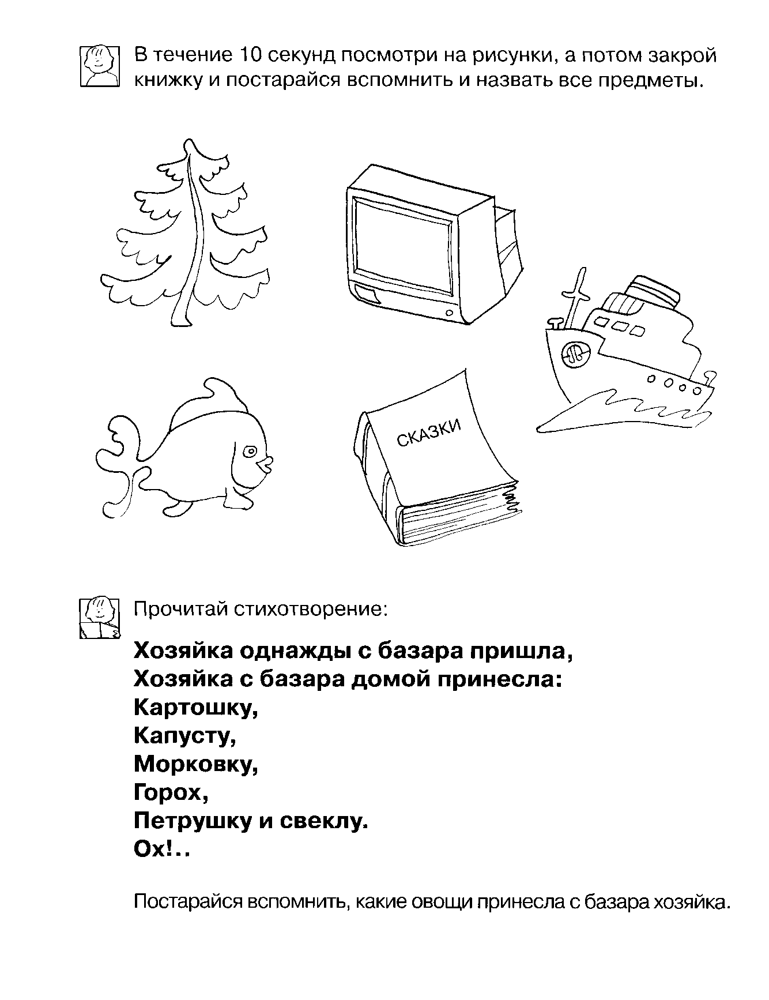 В течение 10 секунд посмотри на рисунки, а потом закрой
книжку и постарайся вспомнить и назвать все предметы.
СКАЗКИ
Прочитай стихотворение:
Хозяйка однажды с базара пришла,
Хозяйка с базара домой принесла:
Картошку,
Капусту,
Морковку,
Горох,
Петрушку и свеклу.
Ох!..
Постарайся вспомнить, какие овощи принесла с базара хозяйка.